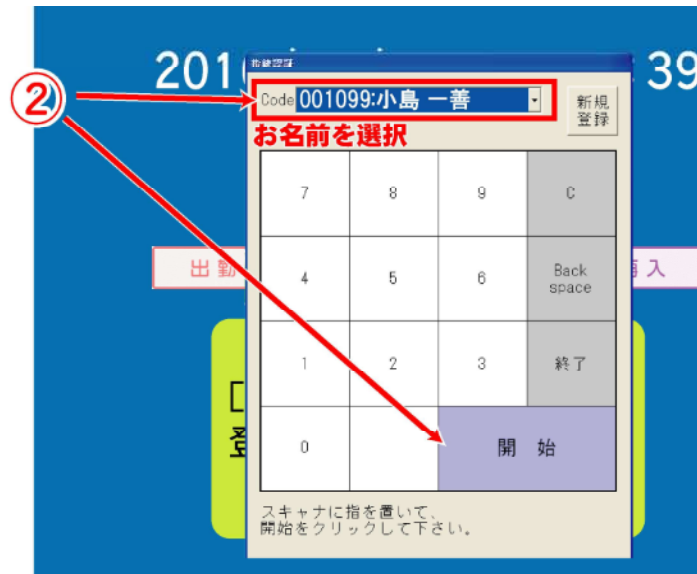 201
39
指紋認証
②
Code 001099:小島 一善
新規
登録
お名前を選択
7 8 9 C
出勤
4 5 6 Back
space
再入
1 2 3 終了
登
0 開 始
スキャナに指を置いて、
開始をクリックして下さい。